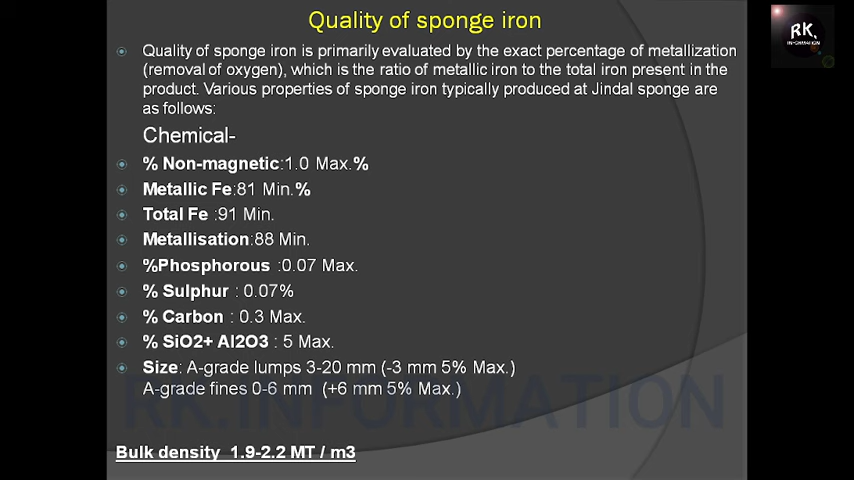 Quality of sponge iron
Quality of sponge iron is primarily evaluated by the exact percentage of metallization
(removal of oxygen), which is the ratio of metallic iron to the total iron present in the
product. Various properties of sponge iron typically produced at Jindal sponge are
as follows:
Chemical-
% Non-magnetic:1.0 Max.%
Metallic Fe:81 Min.%
Total Fe :91 Min.
Metallisation:88 Min.
%Phosphorous :0.07 Max.
% Sulphur : 0.07%
% Carbon : 0.3 Max.
% SiO2+ Al2O3 : 5 Max.
Size: A-grade lumps 3-20 mm (-3 mm 5% Max.)
A-grade fines 0-6 mm (+6 mm 5% Max.)
RK.INFORMATION
Bulk density 1.9-2.2 MT / m3
RK.
INFORMATION